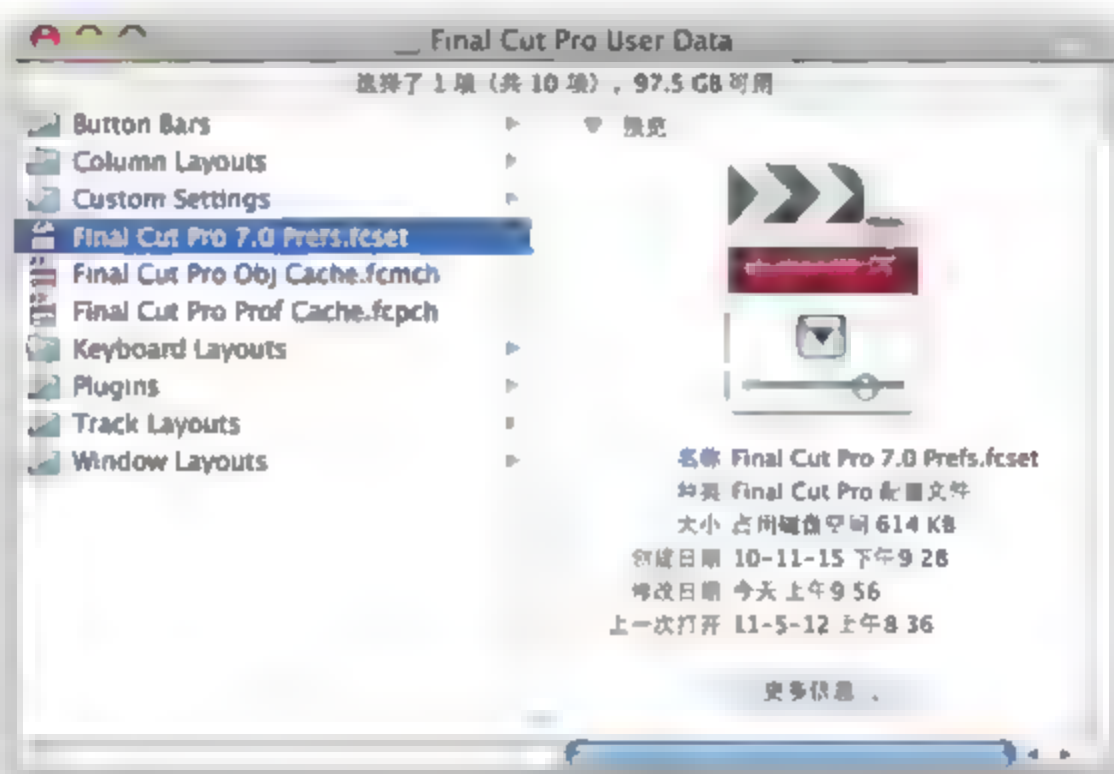 Final Cut Pro User Data
选择了 1 项（共 10 项），97.5 GB 可用
Button Bars
Column Layouts
Custom Settings
Final Cut Pro 7.0 Prefs.fcset
Final Cut Pro Obj Cache.fcmch
Final Cut Pro Prof Cache.fcpch
Keyboard Layouts
Plugins
Track Layouts
Window Layouts
预览
名称 Final Cut Pro 7.0 Prefs.fcset
种类 Final Cut Pro 配置文件
大小 占用磁盘空间 614 KB
创建日期 10-11-15 下午9 28
修改日期 今天 上午9 56
上一次打开 11-5-12 上午8 36
更多信息